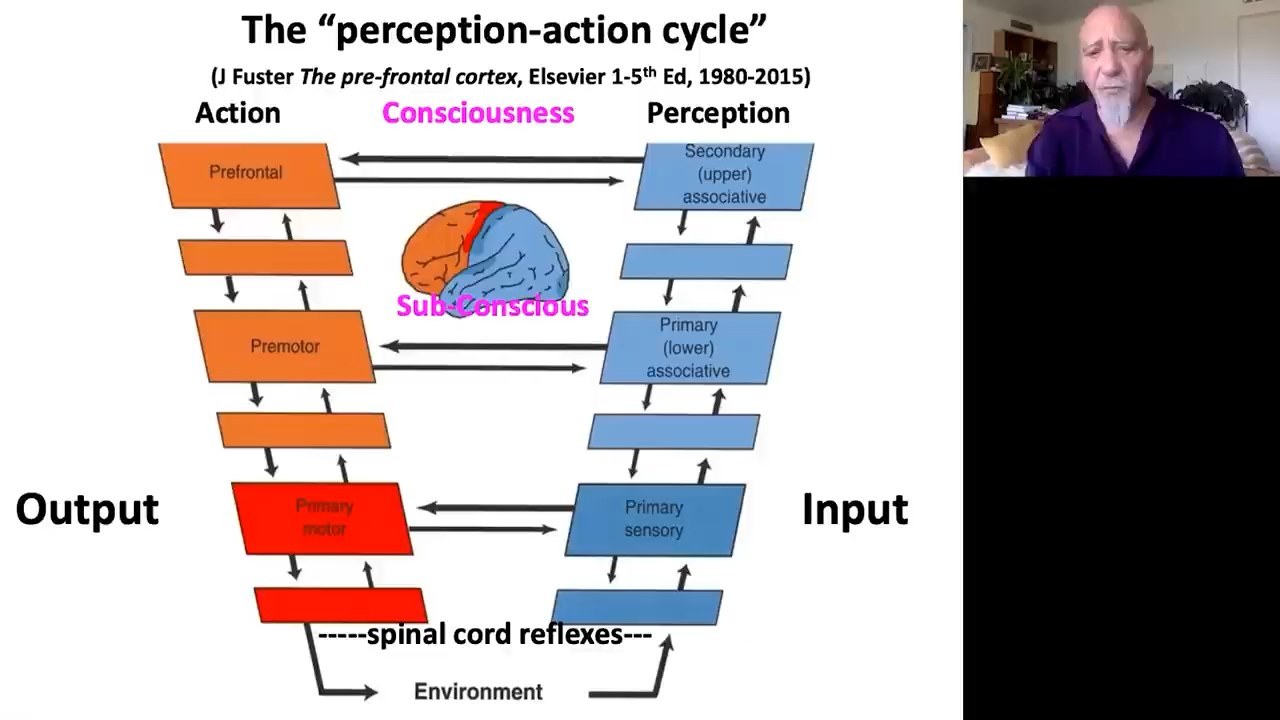 The “perception-action cycle”
(J Fuster The pre-frontal cortex, Elsevier 1-5th Ed, 1980-2015)
Action Consciousness Perception
Prefrontal
Secondary
(upper)
associative
Sub-Conscious
Premotor
Primary
(lower)
associative
Output
Primary
motor
Primary
sensory
Input
-----spinal cord reflexes---
Environment